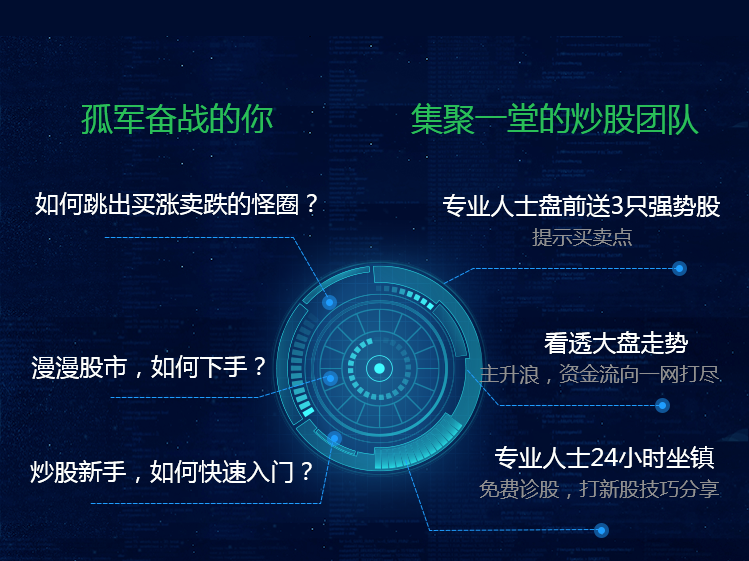 孤军奋战的你
如何跳出买涨卖跌的怪圈？
漫漫股市，如何下手？
炒股新手，如何快速入门？
集聚一堂的炒股团队
专业人士盘前送3只强势股
提示买卖点
看透大盘走势
主升浪，资金流向一网打尽
专业人士24小时坐镇
免费诊股，打新股技巧分享